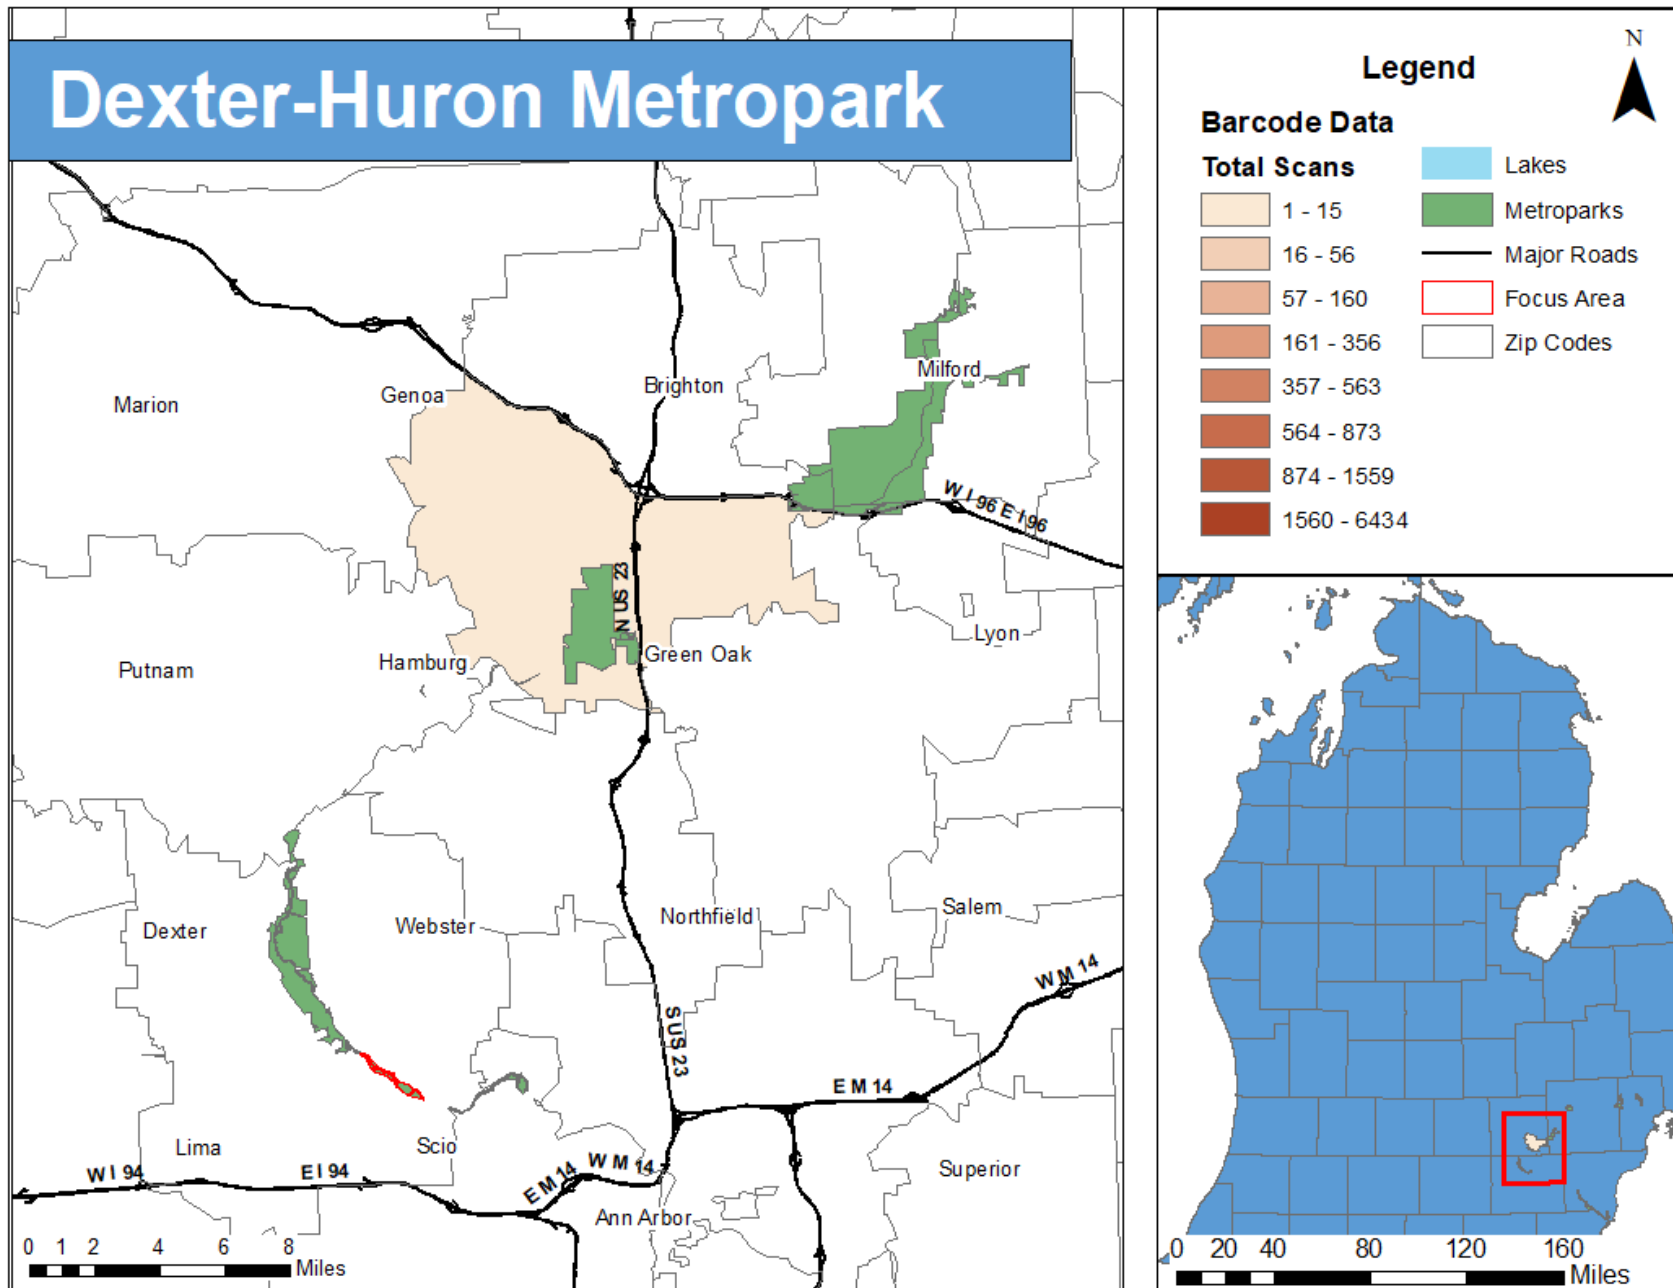 Dexter-Huron Metropark
N
Legend
Barcode Data
Total Scans
1 - 15
16 - 56
57 - 160
161 - 356
357 - 563
564 - 873
874 - 1559
1560 - 6434
Lakes
Metroparks
Major Roads
Focus Area
Zip Codes
Marion
Genoa
Brighton
Milford
W I 96 E I 96
N US 23
Putnam
Hamburg
Green Oak
Lyon
Dexter
Webster
Northfield
Salem
W M 14
S US 23
E M 14
Lima
Scio
Superior
W I 94
E I 94
E M 14
W M 14
Ann Arbor
0 1 2 4 6 8
Miles
0 20 40 80 120 160
Miles